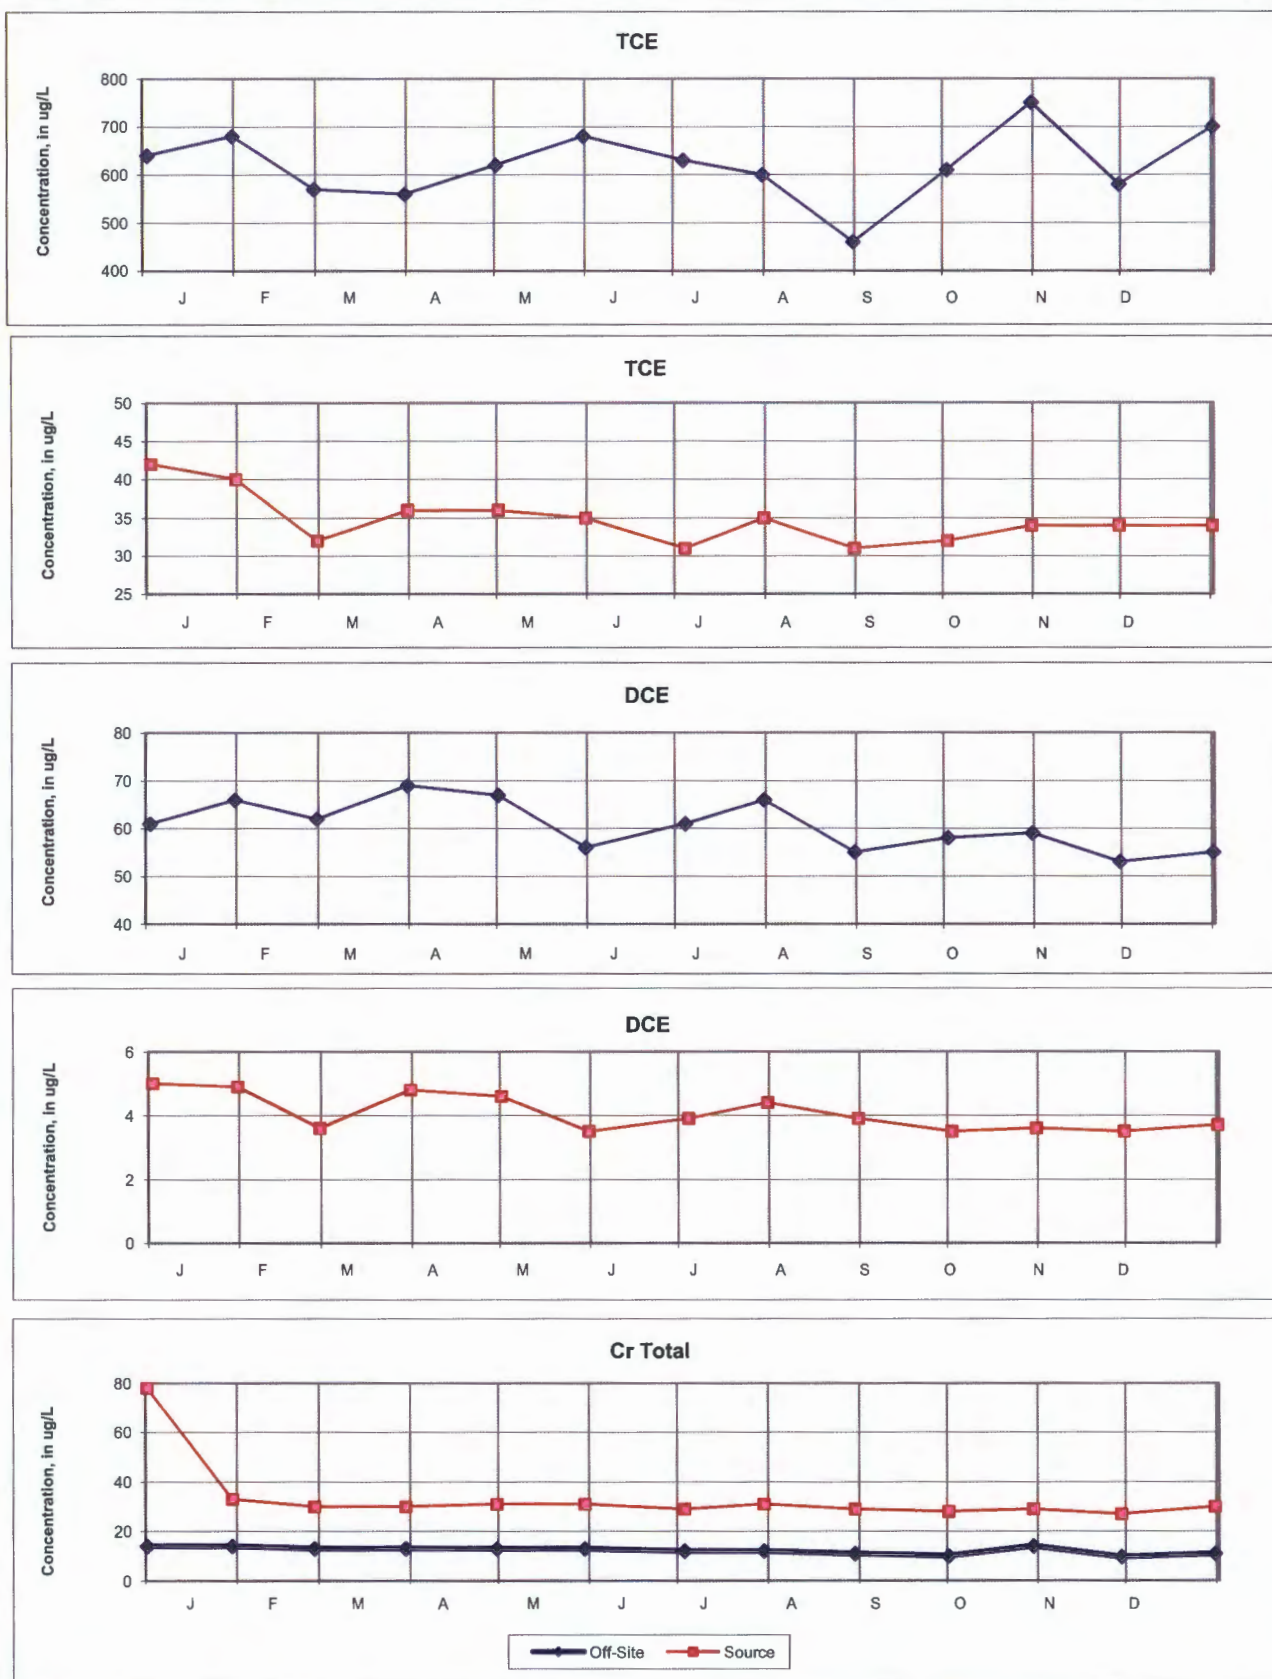 TCE
Concentration, in ug/L
800
700
600
500
400
J F M A M J J A S O N D
TCE
Concentration, in ug/L
50
45
40
35
30
25
J F M A M J J A S O N D
DCE
Concentration, in ug/L
80
70
60
50
40
J F M A M J J A S O N D
DCE
Concentration, in ug/L
6
4
2
0
J F M A M J J A S O N D
Cr Total
Concentration, in ug/L
80
60
40
20
0
J F M A M J J A S O N D
Off-Site Source